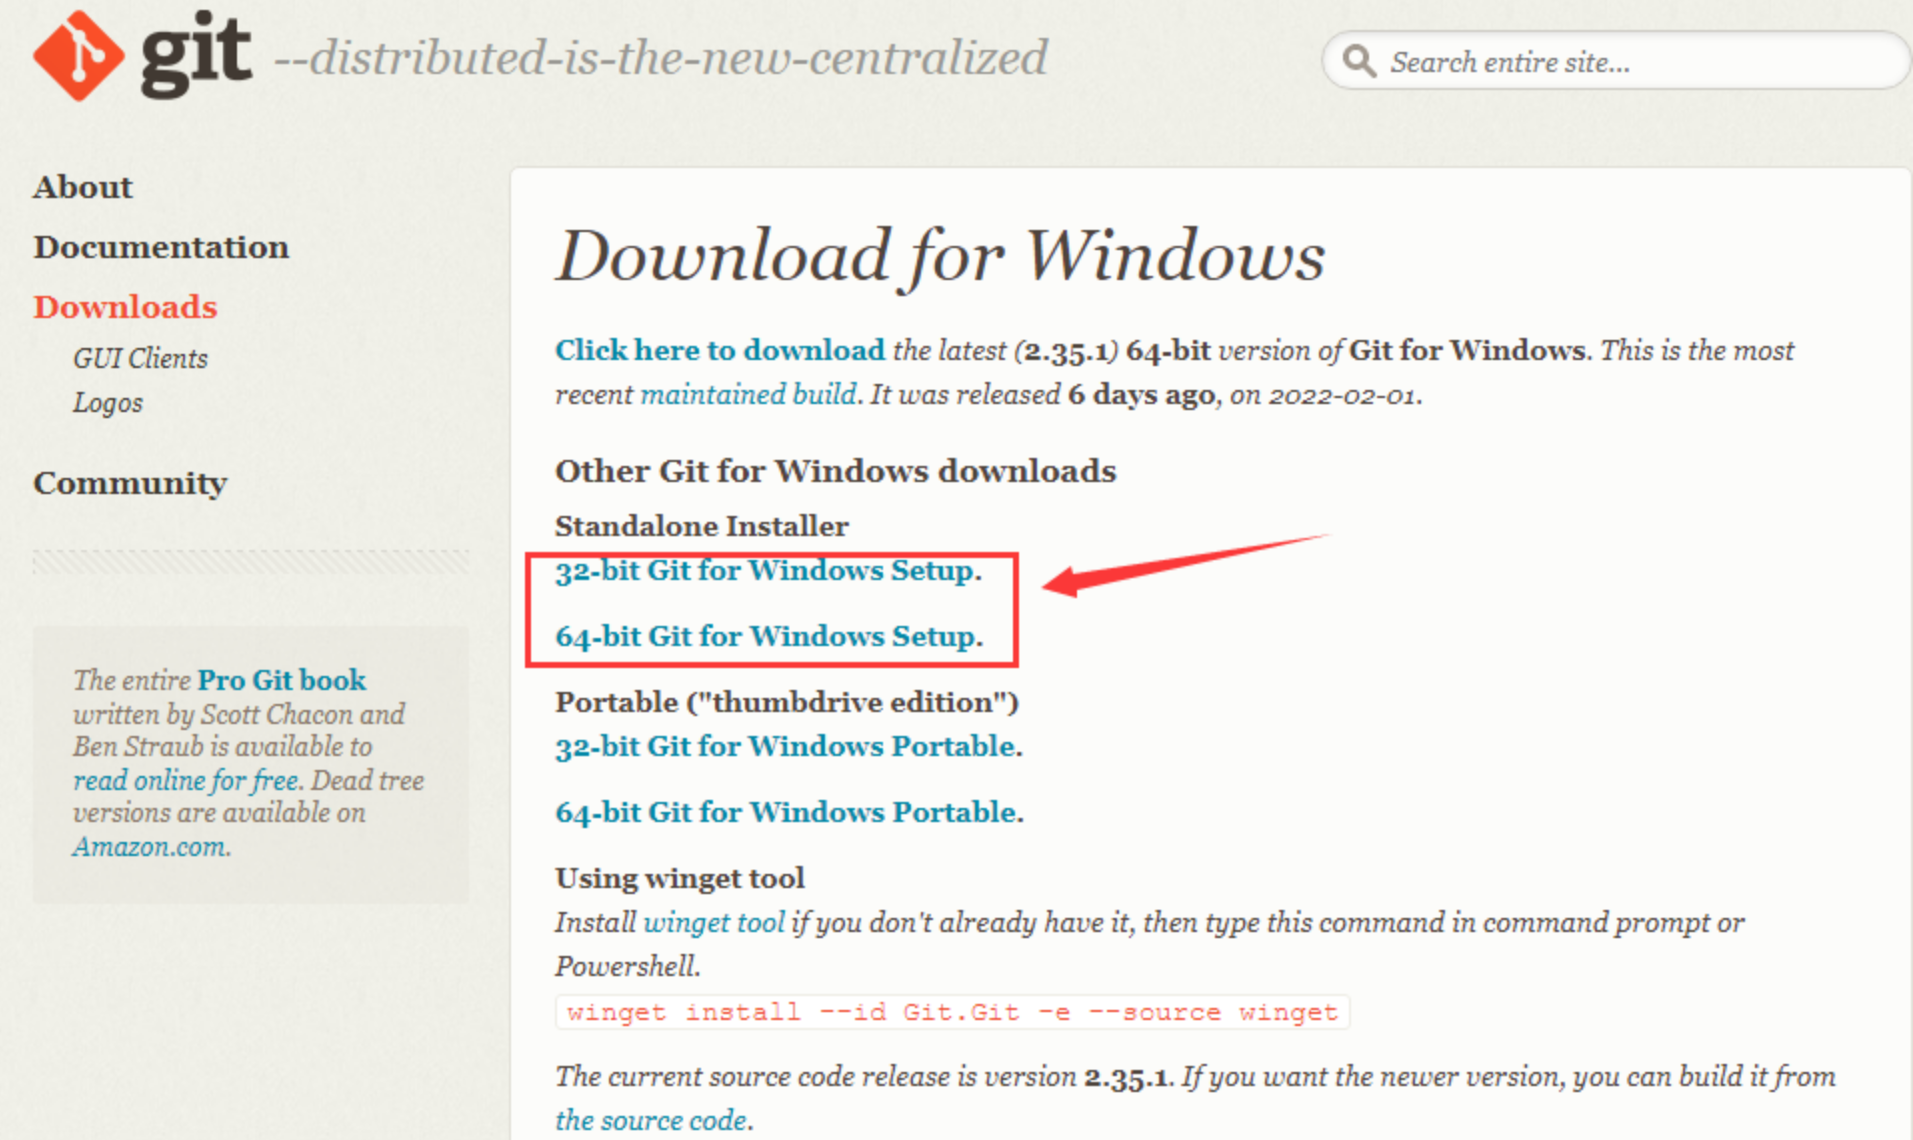 git --distributed-is-the-new-centralized
Search entire site...
About
Documentation
Downloads
GUI Clients
Logos
Community
The entire Pro Git book
written by Scott Chacon and
Ben Straub is available to
read online for free. Dead tree
versions are available on
Amazon.com.
Download for Windows
Click here to download the latest (2.35.1) 64-bit version of Git for Windows. This is the most
recent maintained build. It was released 6 days ago, on 2022-02-01.
Other Git for Windows downloads
Standalone Installer
32-bit Git for Windows Setup.
64-bit Git for Windows Setup.
Portable ("thumbdrive edition")
32-bit Git for Windows Portable.
64-bit Git for Windows Portable.
Using winget tool
Install winget tool if you don't already have it, then type this command in command prompt or
Powershell.
winget install --id Git.Git -e --source winget
The current source code release is version 2.35.1. If you want the newer version, you can build it from
the source code.